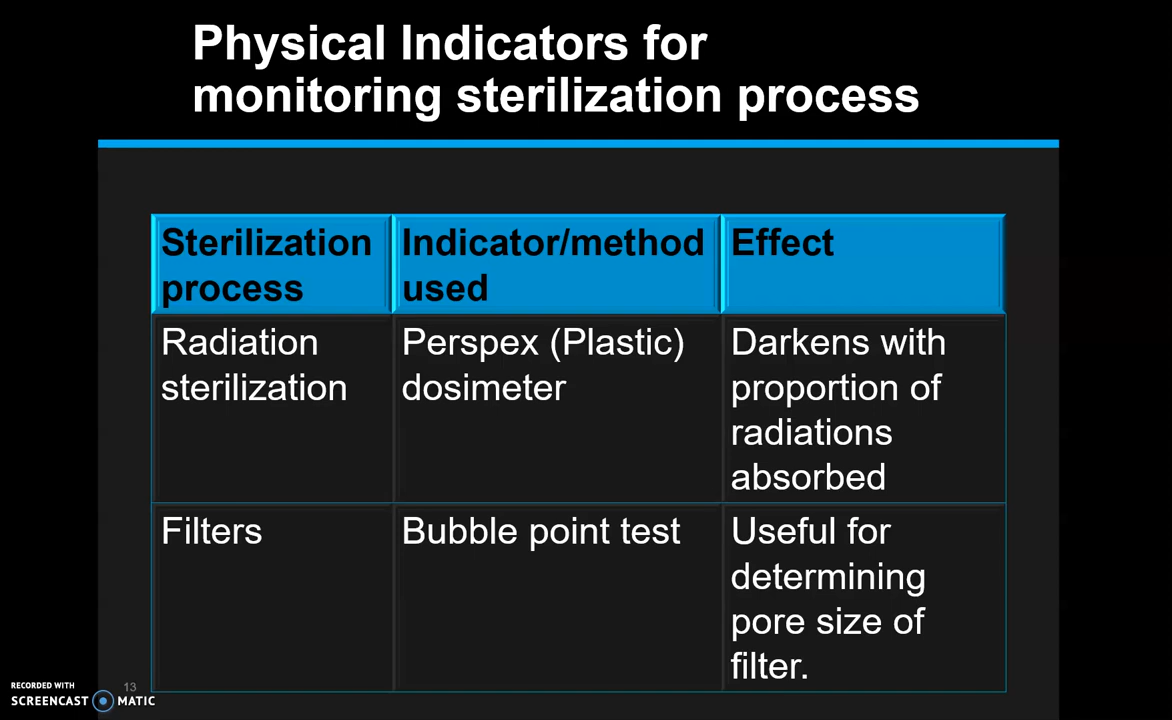 Physical Indicators for
monitoring sterilization process
Sterilization
process
Indicator/method
used
Effect
Radiation
sterilization
Perspex (Plastic)
dosimeter
Darkens with
proportion of
radiations
absorbed
Filters
Bubble point test
Useful for
determining
pore size of
filter.
13
RECORDED WITH
SCREENCAST MATIC